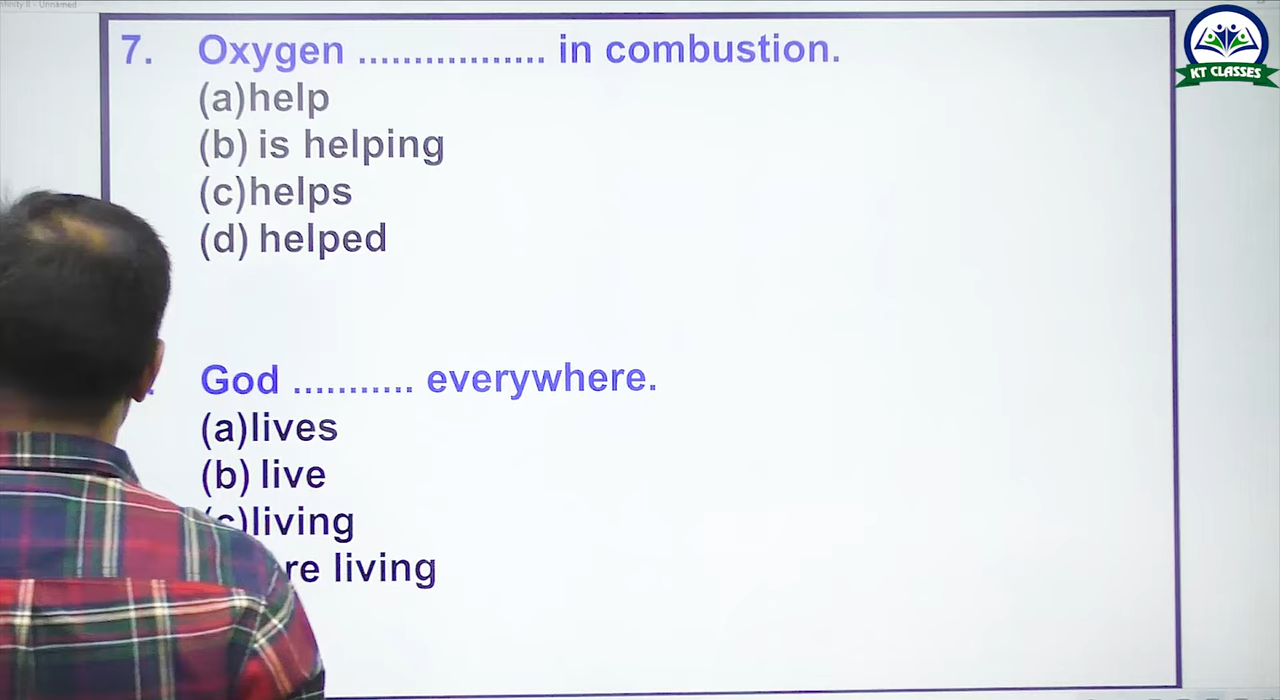 7. Oxygen ................. in combustion.
(a)help
(b) is helping
(c)helps
(d) helped
God ........... everywhere.
(a)lives
(b) live
(c)living
re living
KT CLASSES